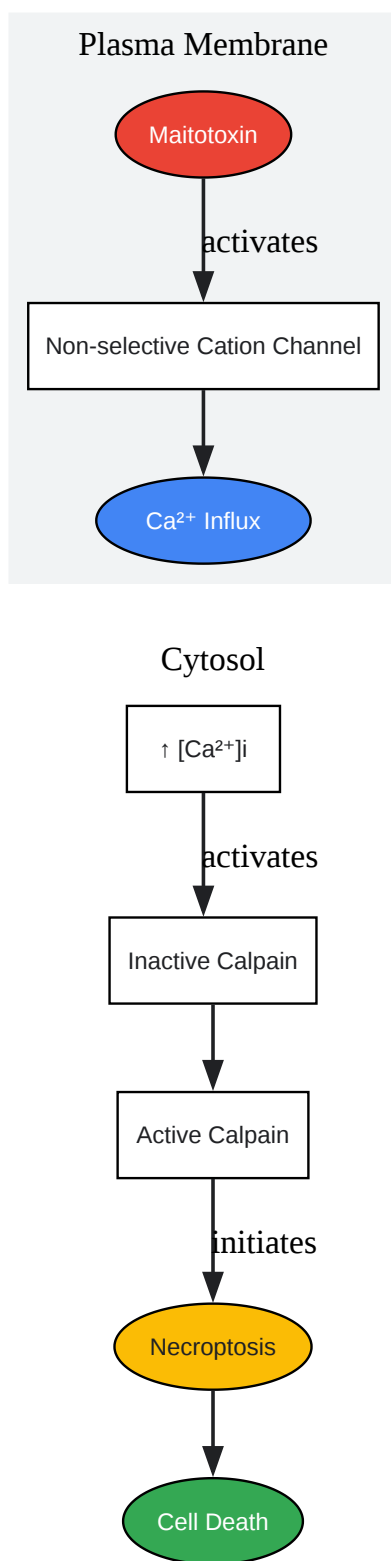 Plasma Membrane
Maitotoxin
activates
Non-selective Cation Channel
Ca²⁺ Influx
Cytosol
↑ [Ca²⁺]i
activates
Inactive Calpain
Active Calpain
initiates
Necroptosis
Cell Death